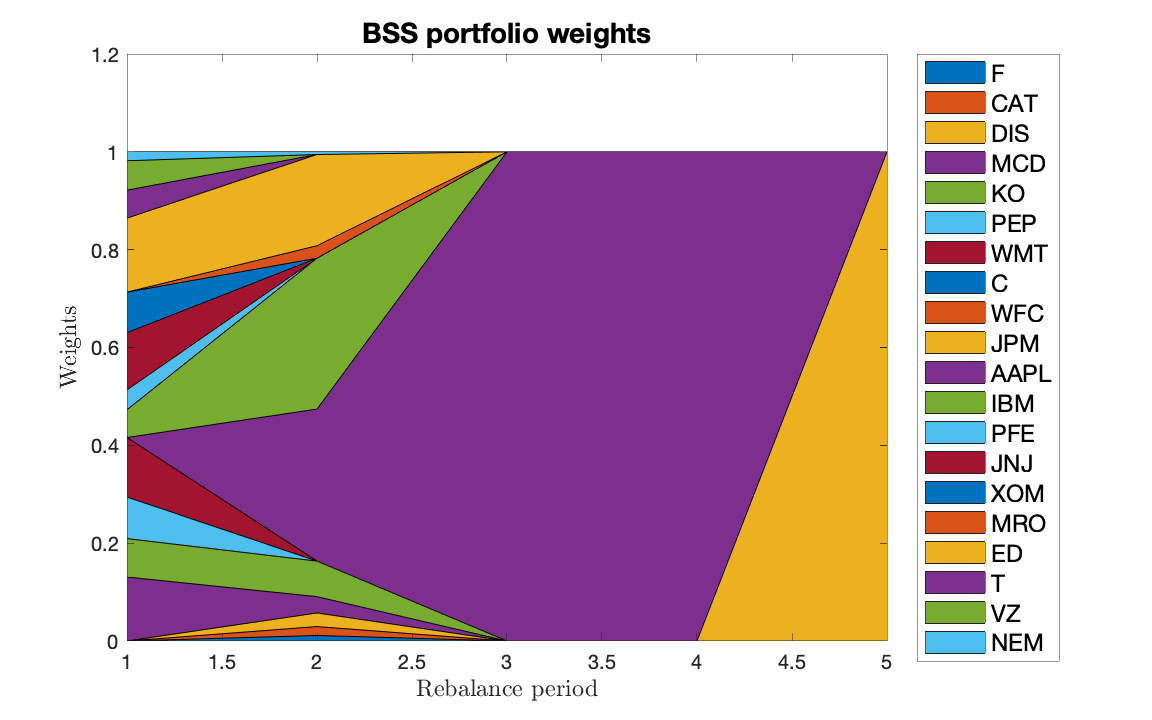 BSS portfolio weights
1.2
1
0.8
0.6
0.4
0.2
0
Weights
1 1.5 2 2.5 3 3.5 4 4.5 5
Rebalance period
F
CAT
DIS
MCD
KO
PEP
WMT
C
WFC
JPM
AAPL
IBM
PFE
JNJ
XOM
MRO
ED
T
VZ
NEM